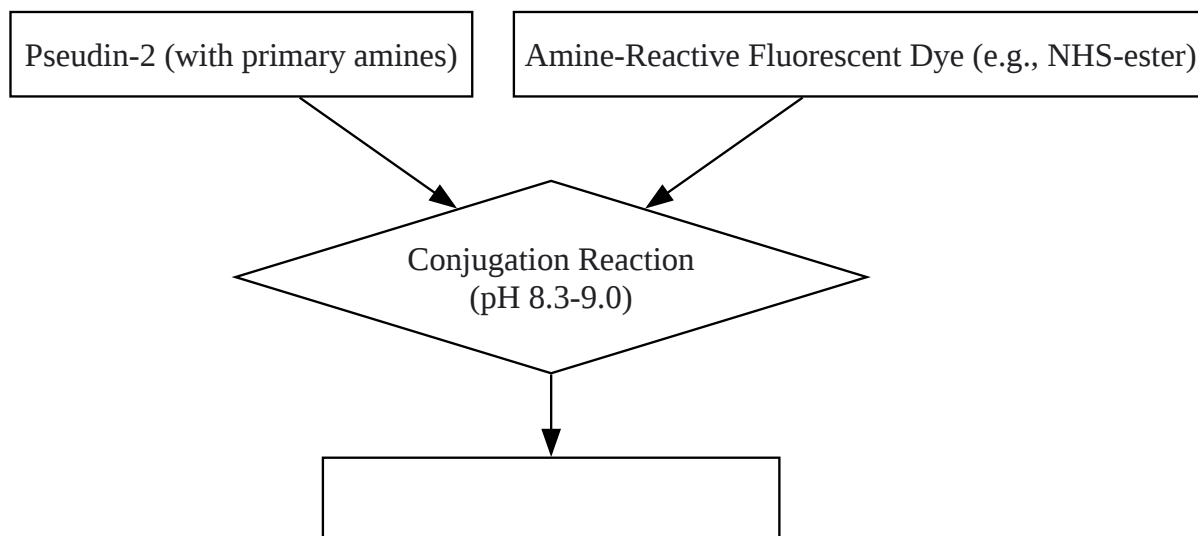 Pseudin-2 (with primary amines)
Amine-Reactive Fluorescent Dye (e.g., NHS-ester)
Conjugation Reaction
(pH 8.3-9.0)